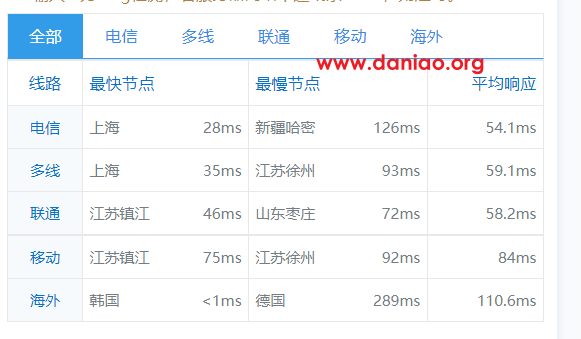 全部 电信 多线 联通 移动 海外
www.daniao.org
线路 最快节点 最慢节点 平均响应
电信 上海 28ms 新疆哈密 126ms 54.1ms
多线 上海 35ms 江苏徐州 93ms 59.1ms
联通 江苏镇江 46ms 山东枣庄 72ms 58.2ms
移动 江苏镇江 75ms 江苏徐州 92ms 84ms
海外 韩国 <1ms 德国 289ms 110.6ms